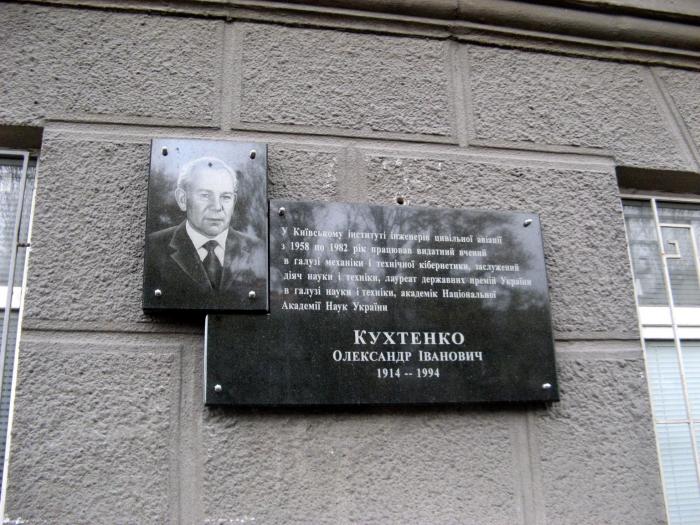 У Київському інституті інженерів цивільної авіації
з 1958 по 1982 рік працював видатний вчений
в галузі механіки і технічної кібернетики, заслужений
діяч науки і техніки, лауреат державних премій України
в галузі науки і техніки, академік Національної
Академії Наук України
КУХТЕНКО
ОЛЕКСАНДР ІВАНОВИЧ
1914 -- 1994